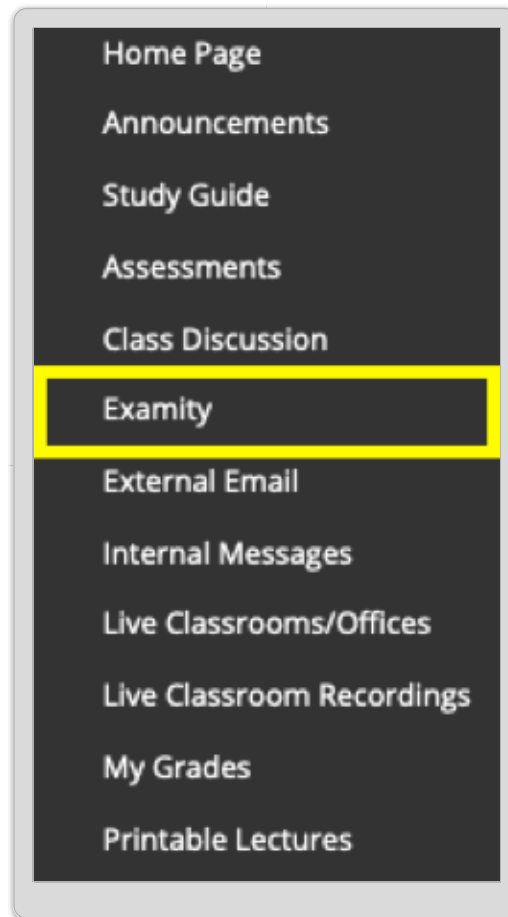 Home Page
Announcements
Study Guide
Assessments
Class Discussion
Examity
External Email
Internal Messages
Live Classrooms/Offices
Live Classroom Recordings
My Grades
Printable Lectures